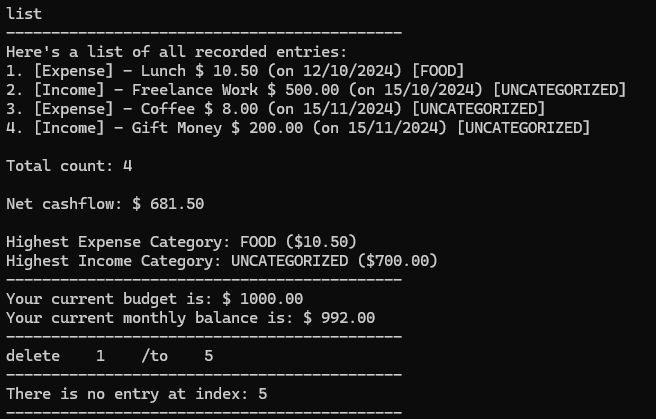 list
--------------------------------------------
Here's a list of all recorded entries:
1. [Expense] - Lunch $ 10.50 (on 12/10/2024) [FOOD]
2. [Income] - Freelance Work $ 500.00 (on 15/10/2024) [UNCATEGORIZED]
3. [Expense] - Coffee $ 8.00 (on 15/11/2024) [UNCATEGORIZED]
4. [Income] - Gift Money $ 200.00 (on 15/11/2024) [UNCATEGORIZED]
Total count: 4
Net cashflow: $ 681.50
Highest Expense Category: FOOD ($10.50)
Highest Income Category: UNCATEGORIZED ($700.00)
--------------------------------------------
Your current budget is: $ 1000.00
Your current monthly balance is: $ 992.00
--------------------------------------------
delete    1    /to    5
--------------------------------------------
There is no entry at index: 5
--------------------------------------------